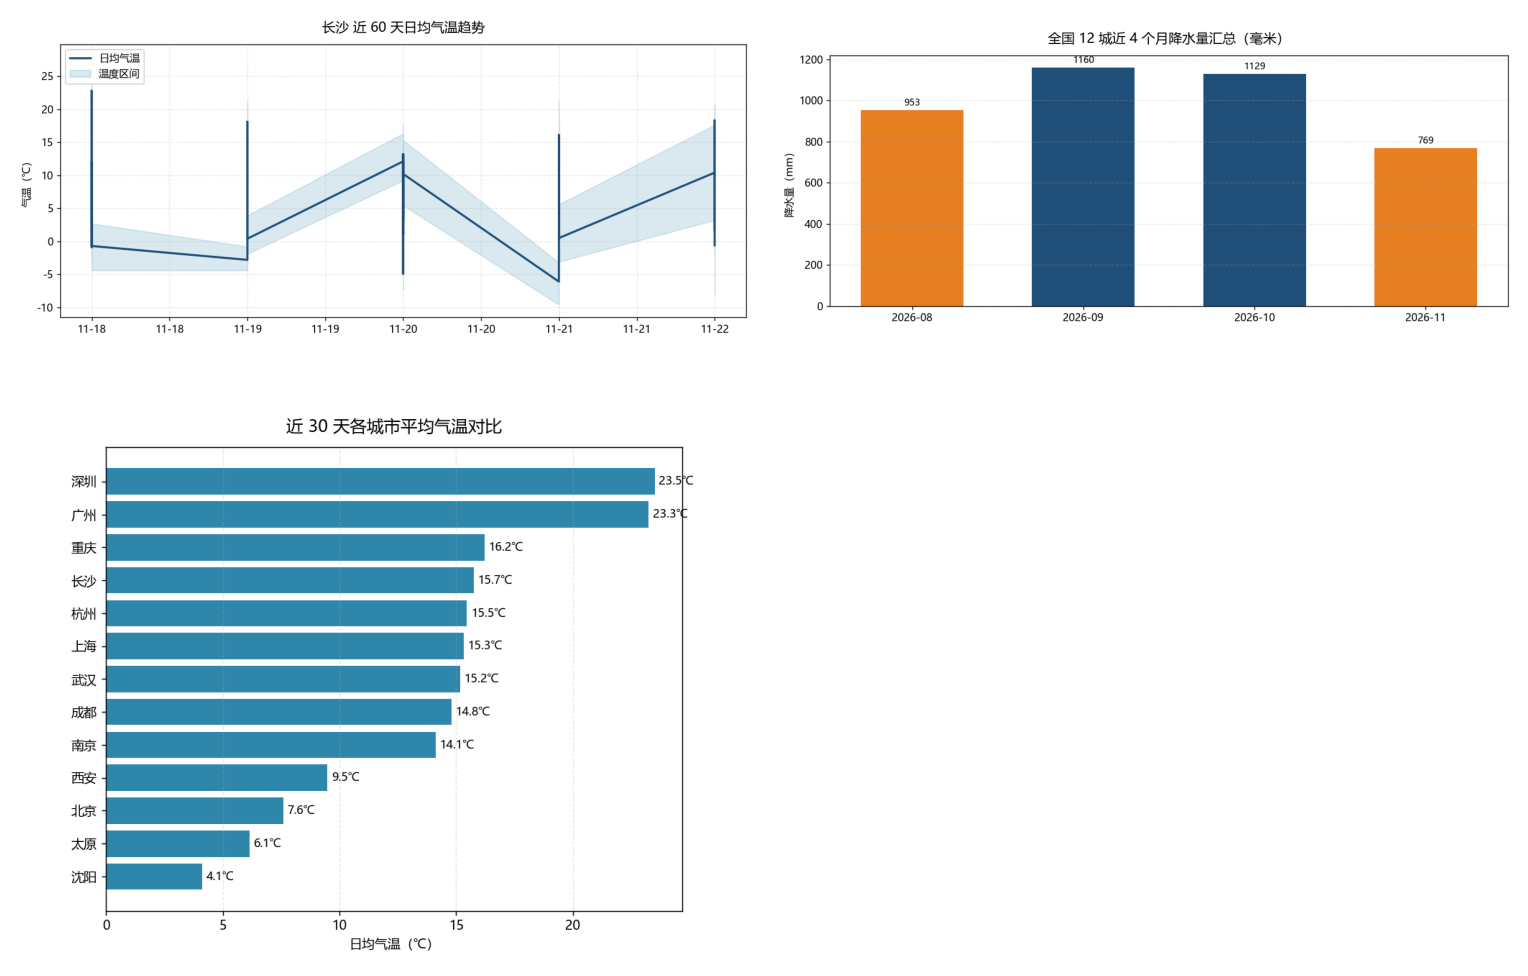 长沙 近 60 天日均气温趋势
日均气温
温度区间
气温（℃）
25
20
15
10
5
0
-5
-10
11-18
11-18
11-19
11-19
11-20
11-20
11-21
11-21
11-22
全国 12 城近 4 个月降水量汇总（毫米）
降水量（mm）
1200
1000
800
600
400
200
0
953
1160
1129
769
2026-08
2026-09
2026-10
2026-11
近 30 天各城市平均气温对比
深圳 23.5℃
广州 23.3℃
重庆 16.2℃
长沙 15.7℃
杭州 15.5℃
上海 15.3℃
武汉 15.2℃
成都 14.8℃
南京 14.1℃
西安 9.5℃
北京 7.6℃
太原 6.1℃
沈阳 4.1℃
0
5
10
15
20
日均气温（℃）